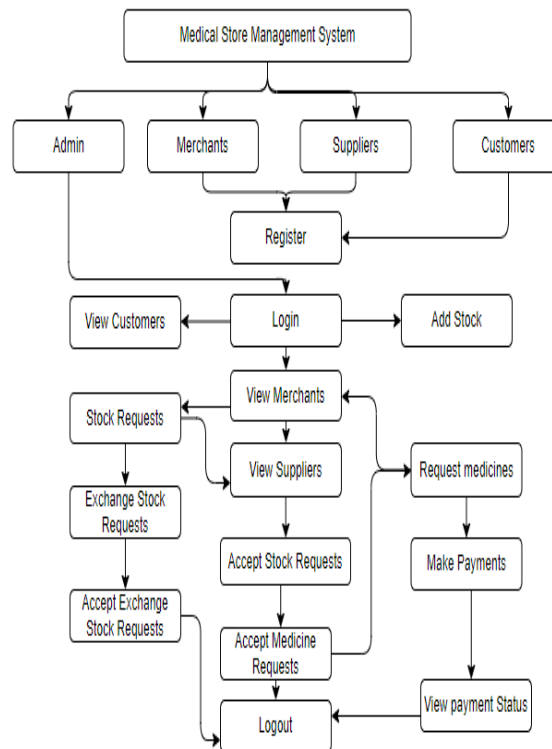 Medical Store Management System
Admin
Merchants
Suppliers
Customers
Register
View Customers
Login
Add Stock
View Merchants
Stock Requests
View Suppliers
Request medicines
Exchange Stock
Requests
Accept Stock Requests
Make Payments
Accept Exchange
Stock Requests
Accept Medicine
Requests
View payment Status
Logout